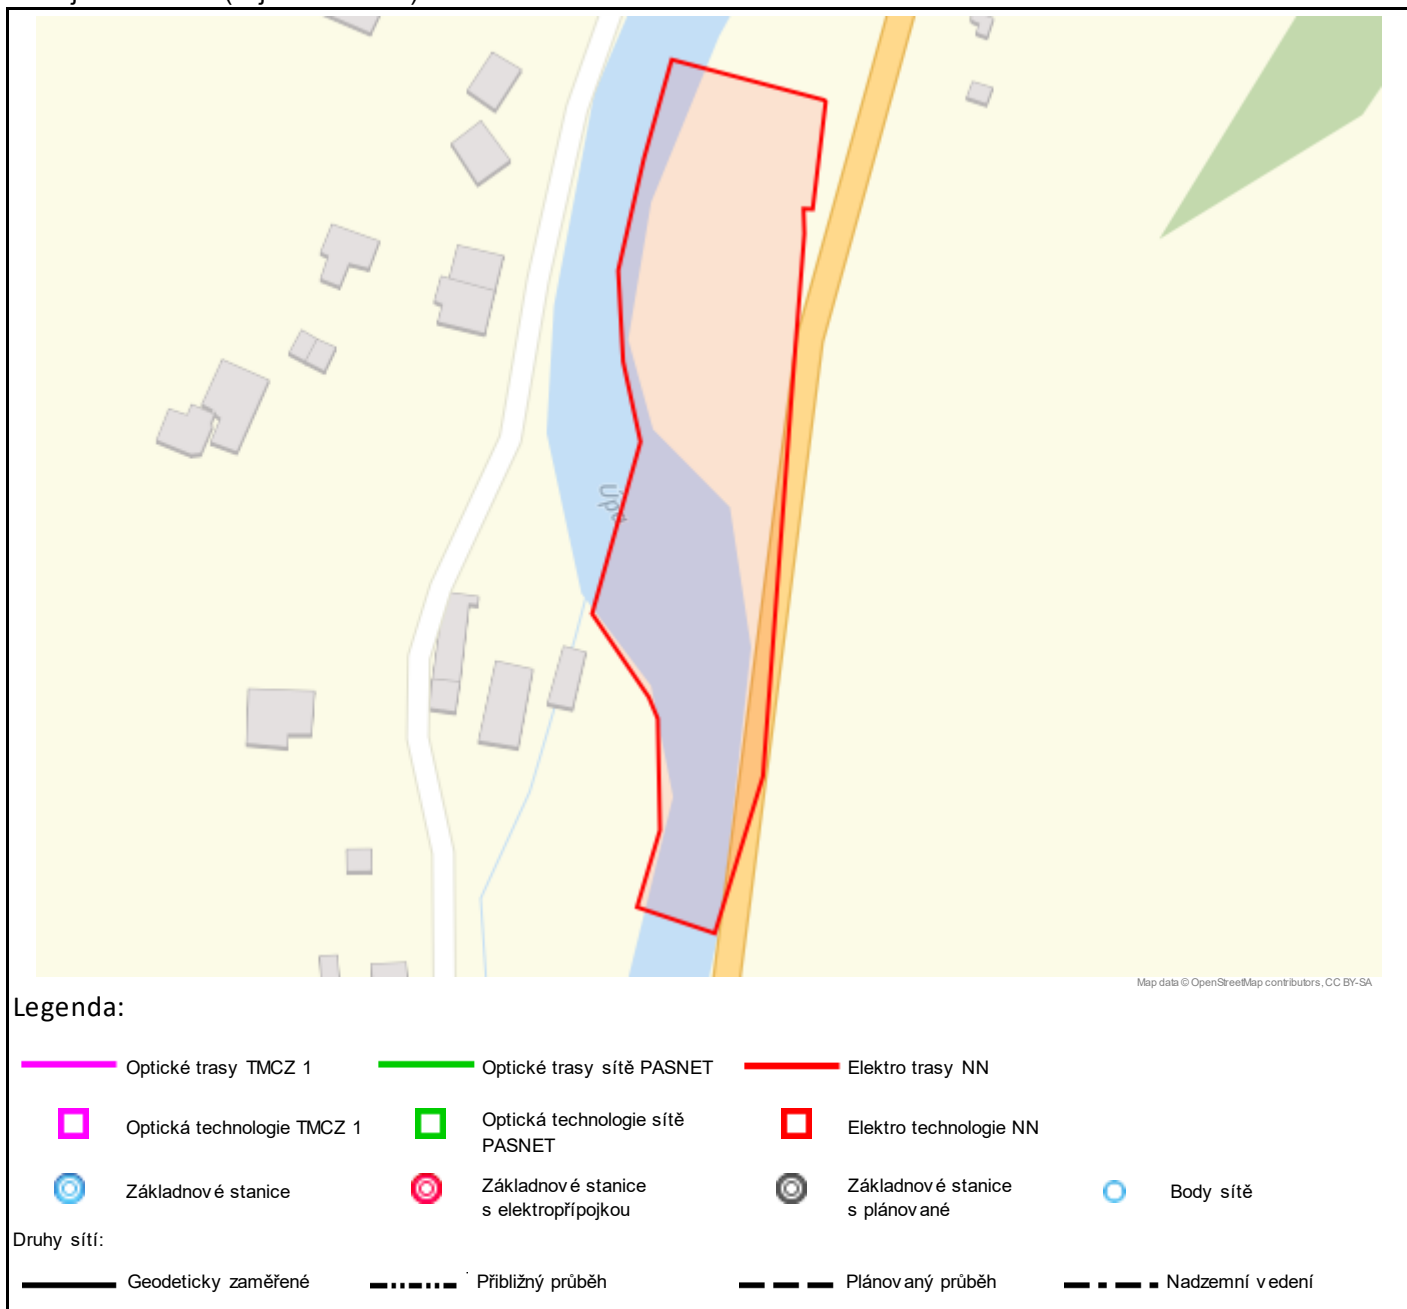 Úpa
Map data © OpenStreetMap contributors, CC BY-SA
Legenda:
Optické trasy TMCZ 1
Optické trasy sítě PASNET
Elektro trasy NN
Optická technologie TMCZ 1
Optická technologie sítě
PASNET
Elektro technologie NN
Základnové stanice
Základnové stanice
s elektropřípojkou
Základnové stanice
s plánované
Body sítě
Druhy sítí:
Geodeticky zaměřené
Přibližný průběh
Plánovaný průběh
Nadzemní vedení